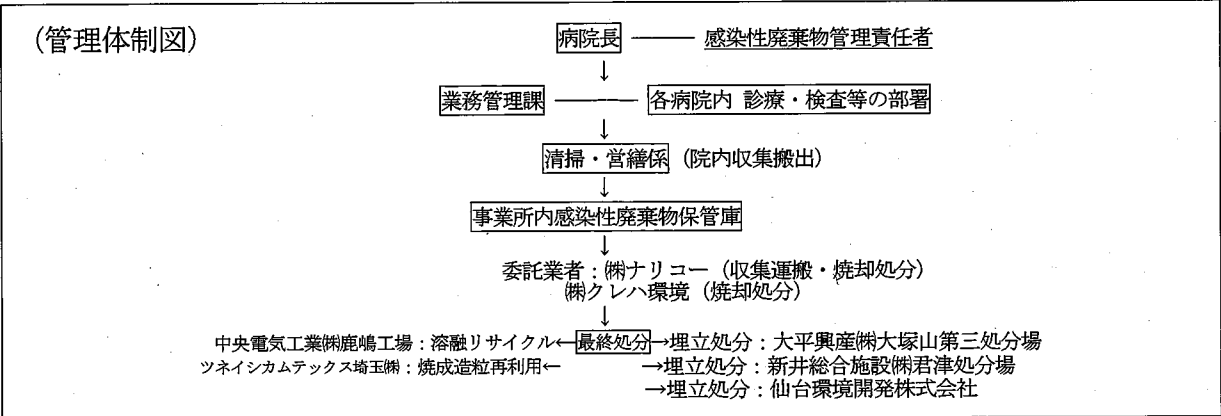 （管理体制図）
病院長 ――― 感染性廃棄物管理責任者
↓
業務管理課 ――― 各病院内 診療・検査等の部署
↓
清掃・営繕係 （院内収集搬出）
↓
事業所内感染性廃棄物保管庫
↓
委託業者：㈱ナリコー（収集運搬・焼却処分）
㈱クレハ環境（焼却処分）
↓
中央電気工業㈱鹿嶋工場：溶融リサイクル←最終処分→埋立処分：大平興産㈱大塚山第三処分場
ツネイシカムテックス埼玉㈱：焼成造粒再利用← →埋立処分：新井総合施設㈱君津処分場
→埋立処分：仙台環境開発株式会社